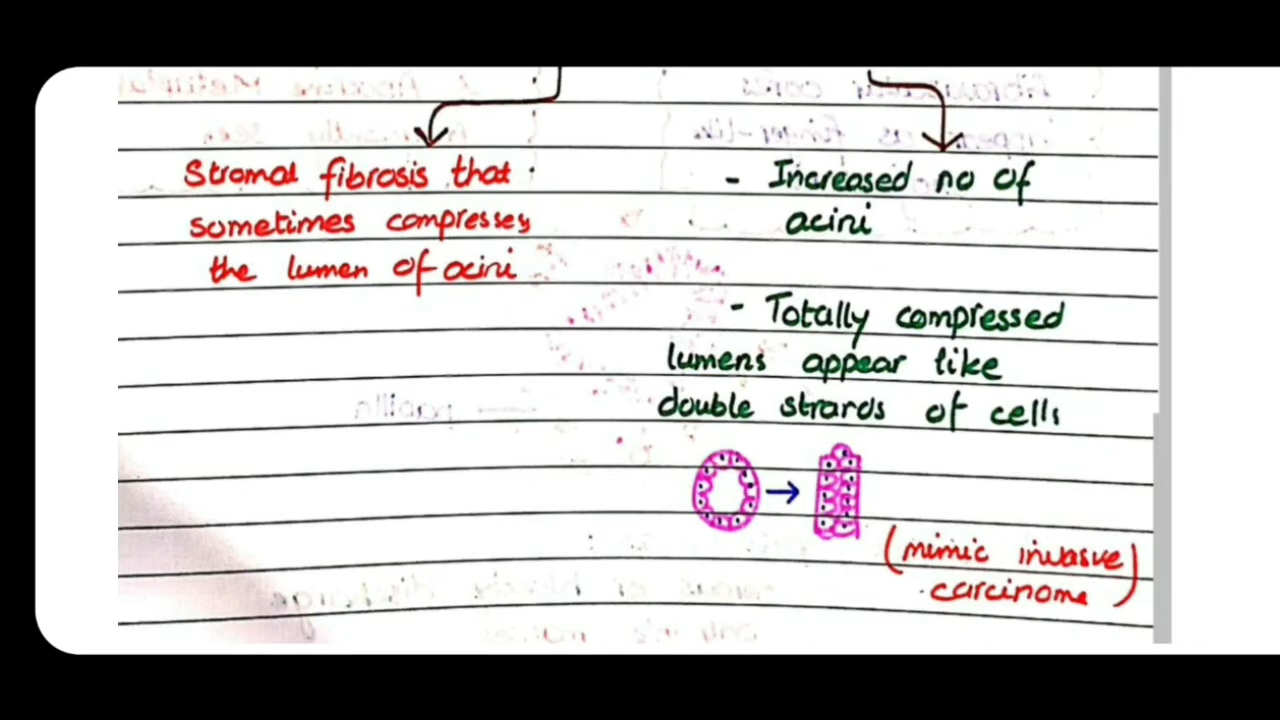 Stromal fibrosis that
sometimes compresses
the lumen of acini
- Increased no of
acini
- Totally compressed
lumens appear like
double strands of cells
(mimic invasive
carcinoma)